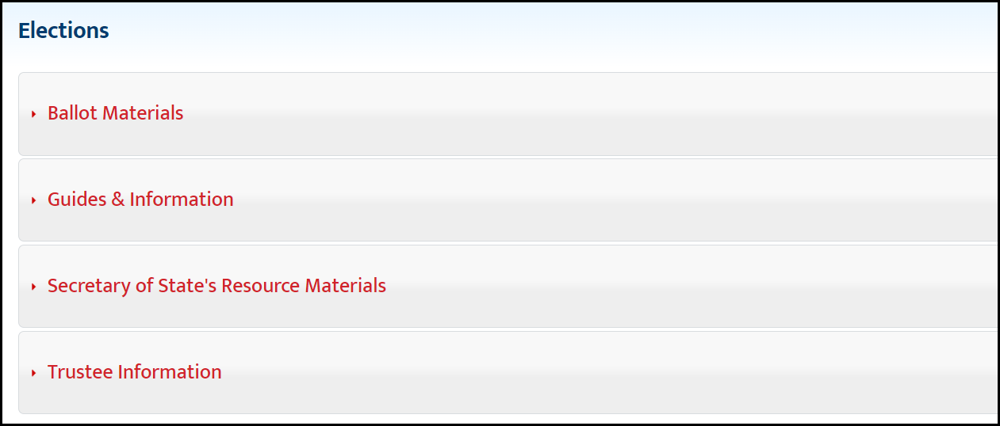 Elections
Ballot Materials
Guides & Information
Secretary of State's Resource Materials
Trustee Information